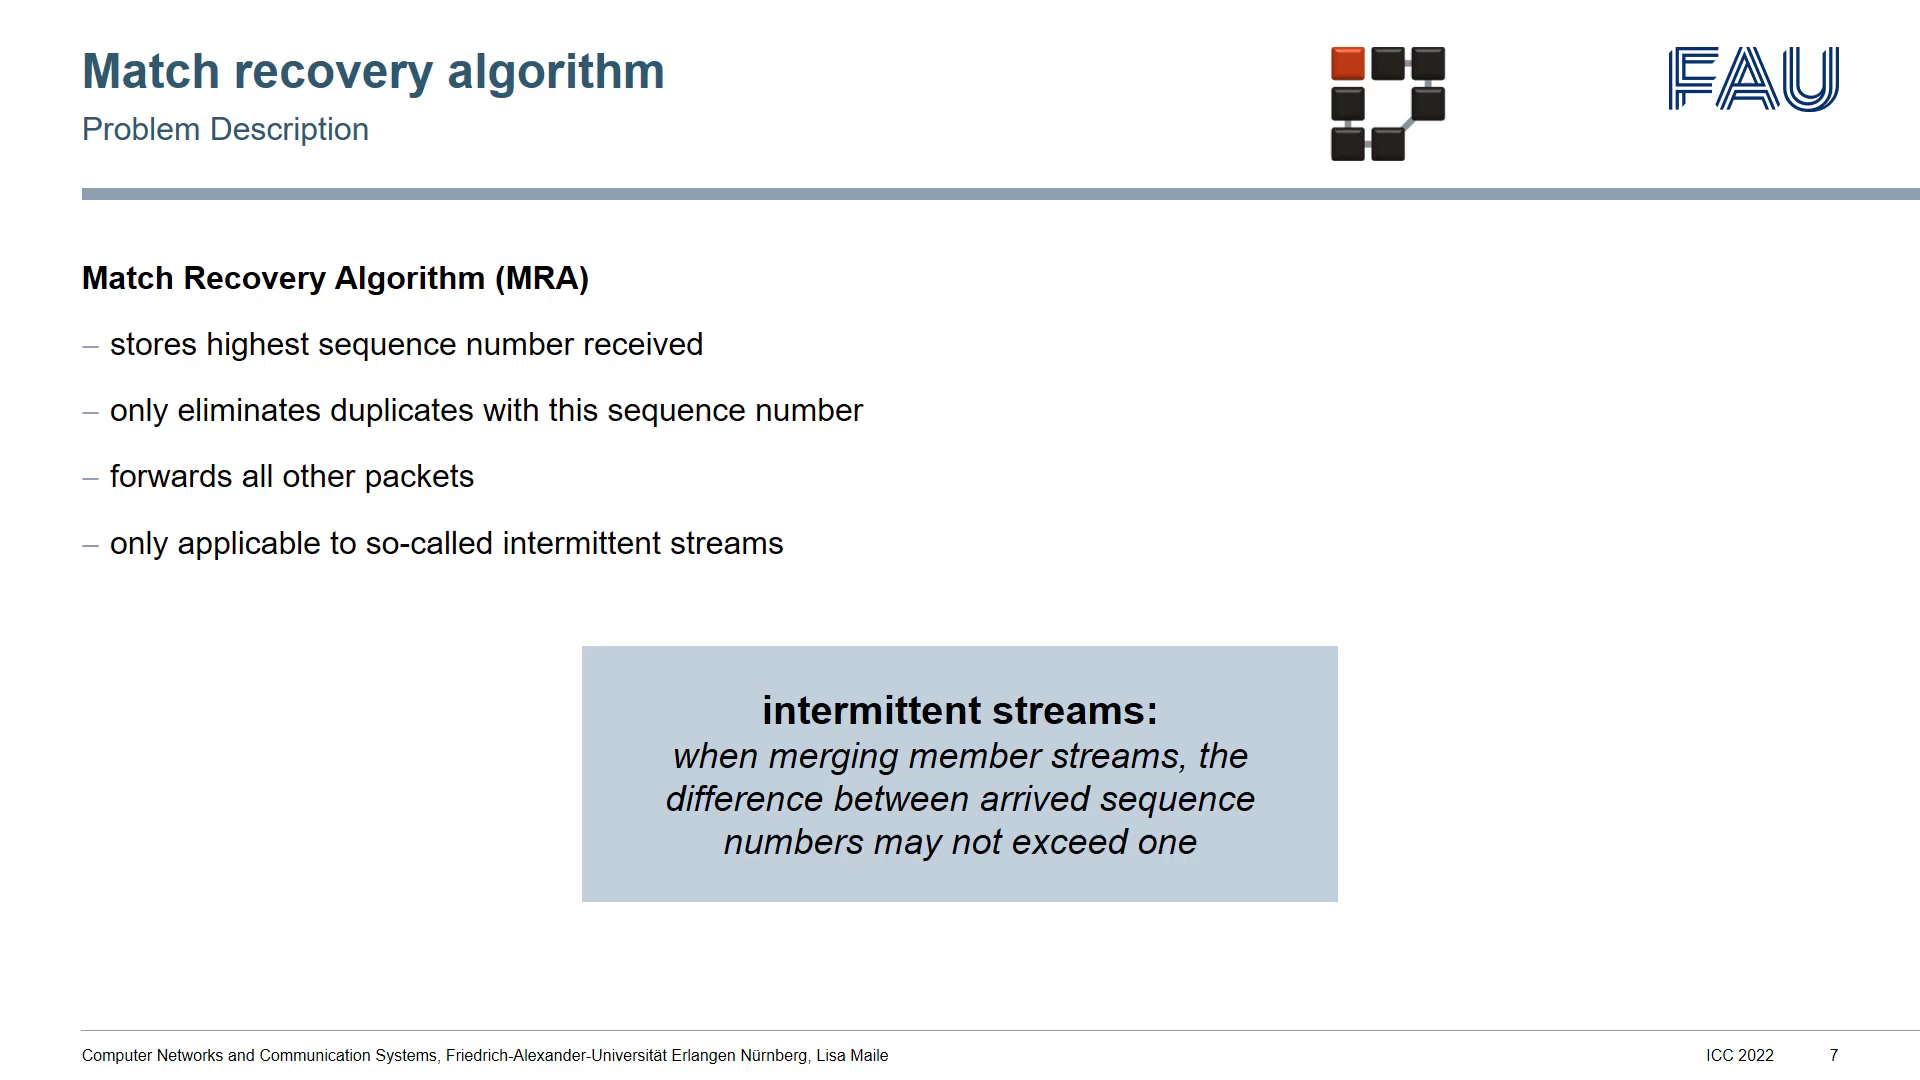 Match recovery algorithm
Problem Description
FAU
Match Recovery Algorithm (MRA)
– stores highest sequence number received
– only eliminates duplicates with this sequence number
– forwards all other packets
– only applicable to so-called intermittent streams
intermittent streams:
when merging member streams, the
difference between arrived sequence
numbers may not exceed one
Computer Networks and Communication Systems, Friedrich-Alexander-Universität Erlangen Nürnberg, Lisa Maile
ICC 2022
7